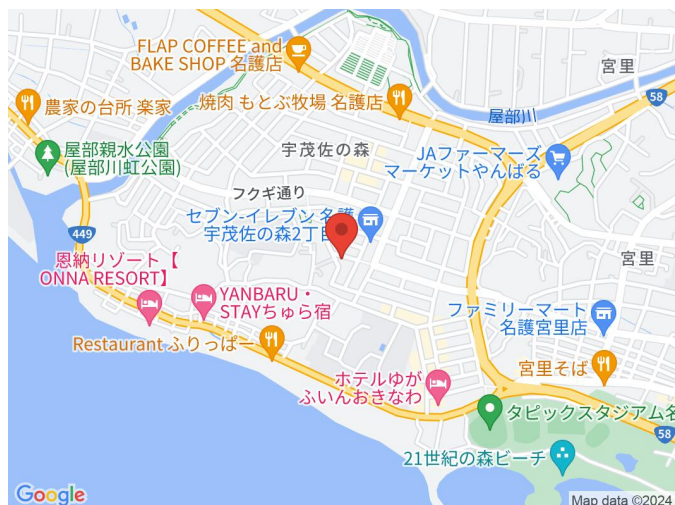 FLAP COFFEE and
BAKE SHOP 名護店
宮里
58
農家の台所 楽家
焼肉 もとぶ牧場 名護店
屋部川
屋部親水公園
(屋部川虹公園)
宇茂佐の森
JAファーマーズ
マーケットやんばる
フクギ通り
セブン-イレブン 名護
宇茂佐の森2丁目
449
宮里
恩納リゾート【
ONNA RESORT】
YANBARU・
STAYちゅら宿
ファミリーマート
名護宮里店
Restaurant ふりっぱー
宮里そば
ホテルゆが
ふいんおきなわ
タピックスタジアム名
58
21世紀の森ビーチ
Google
Map data ©2024